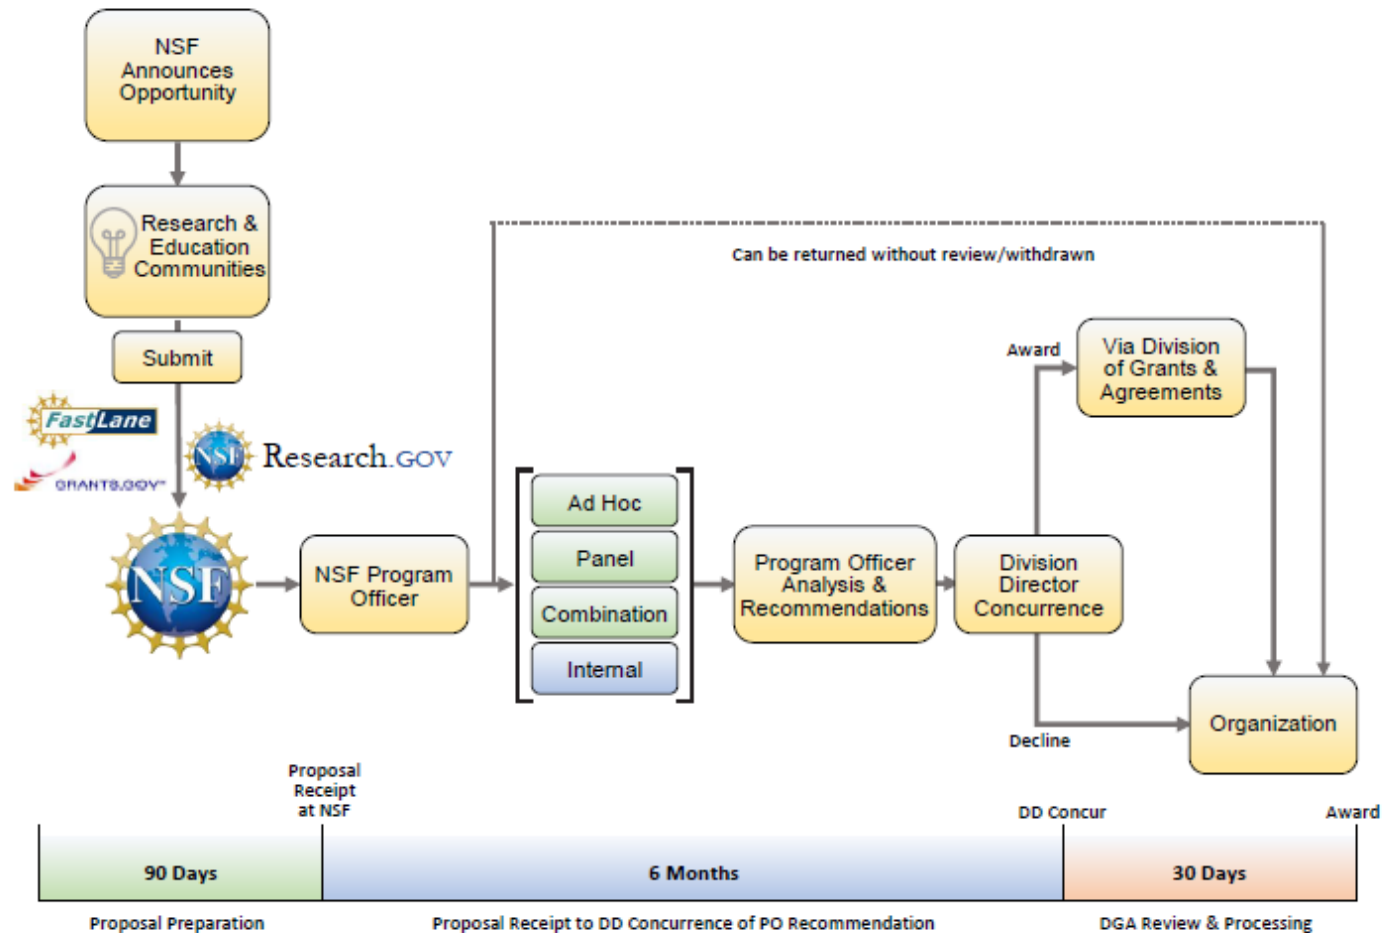 NSF
Announces
Opportunity
Research &
Education
Communities
Submit
FastLane
GRANTS.GOV™
NSF
Research.GOV
NSF
NSF Program
Officer
Can be returned without review/withdrawn
Ad Hoc
Panel
Combination
Internal
Program Officer
Analysis &
Recommendations
Division
Director
Concurrence
Award
Via Division
of Grants &
Agreements
Decline
Organization
Proposal
Receipt
at NSF
DD Concur
Award
90 Days
6 Months
30 Days
Proposal Preparation
Proposal Receipt to DD Concurrence of PO Recommendation
DGA Review & Processing